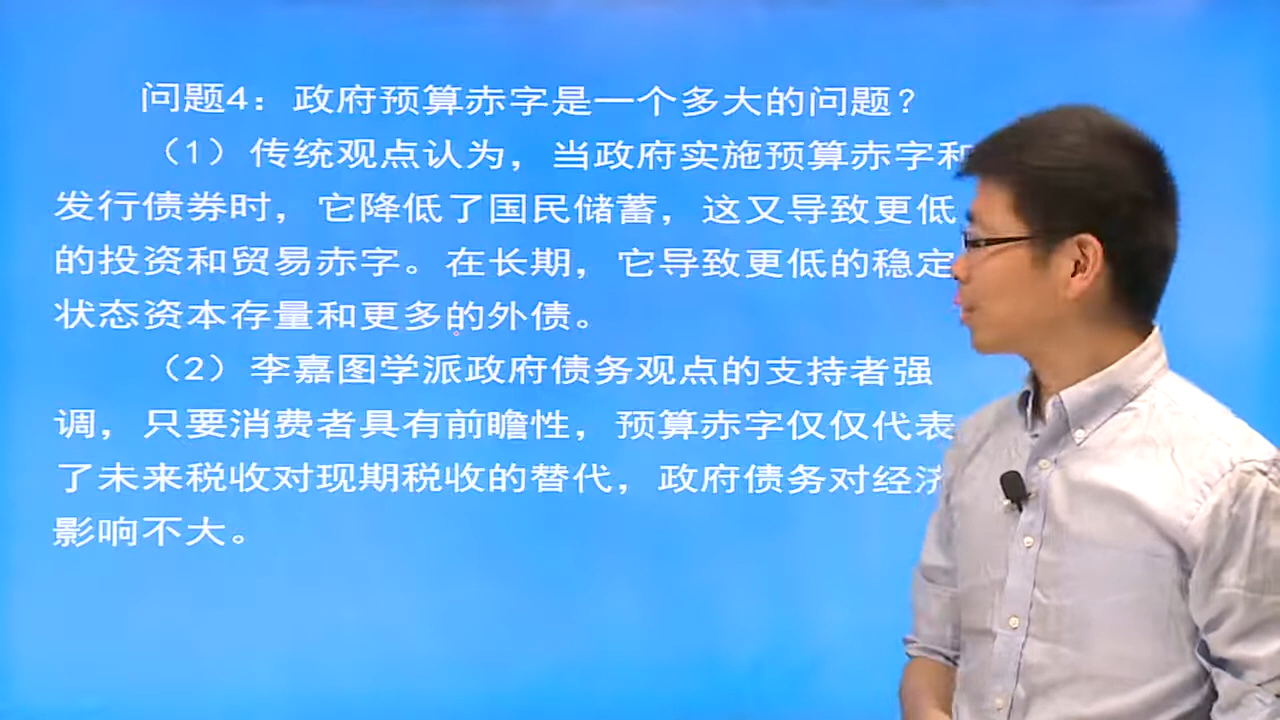 问题4：政府预算赤字是一个多大的问题？
（1）传统观点认为，当政府实施预算赤字和
发行债券时，它降低了国民储蓄，这又导致更低
的投资和贸易赤字。在长期，它导致更低的稳定
状态资本存量和更多的外债。
（2）李嘉图学派政府债务观点的支持者强
调，只要消费者具有前瞻性，预算赤字仅仅代表
了未来税收对现期税收的替代，政府债务对经济
影响不大。